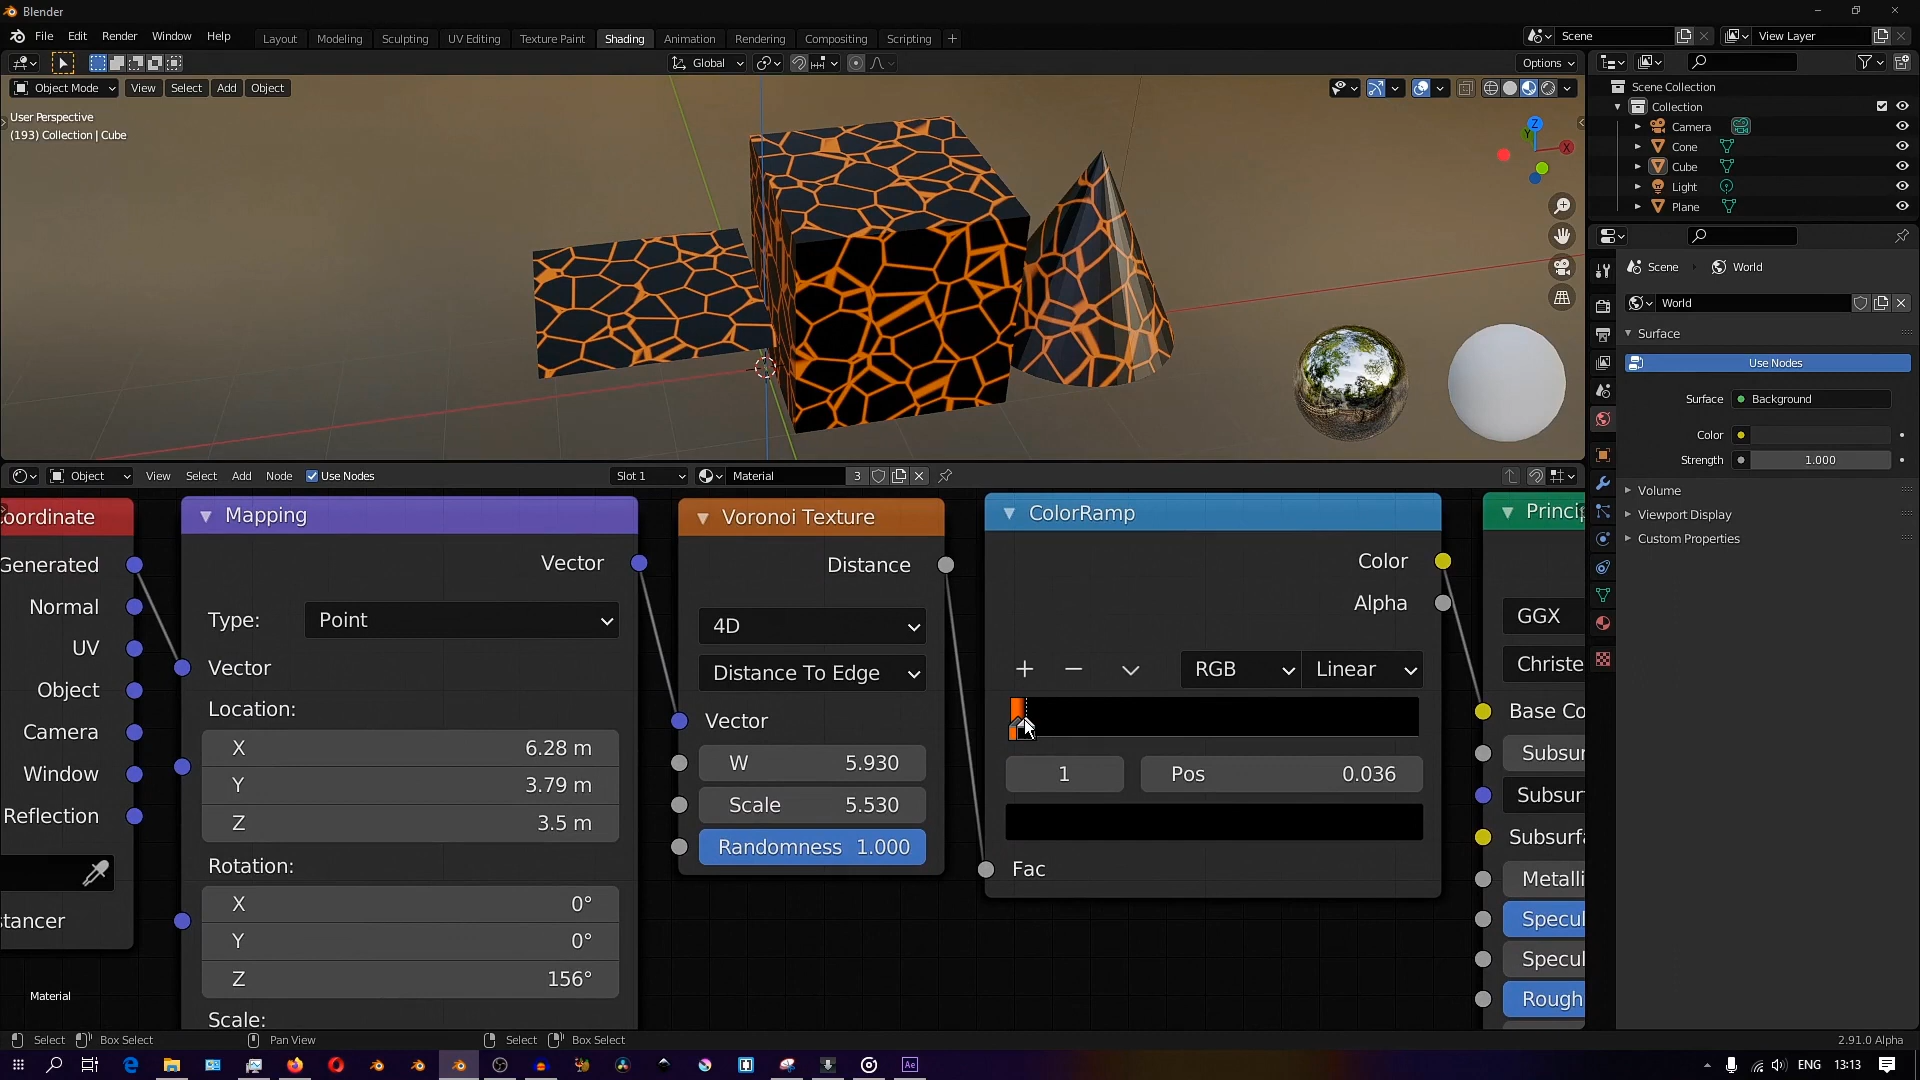 Blender
File Edit Render Window Help
Layout Modeling Sculpting UV Editing Texture Paint Shading Animation Rendering Compositing Scripting +
Scene
View Layer
Global
Options
Object Mode View Select Add Object
User Perspective
(193) Collection | Cube
Z
Y
X
Scene Collection
Collection
Camera
Cone
Cube
Light
Plane
Scene World
World
Surface
Use Nodes
Surface Background
Color
Strength 1.000
Volume
Viewport Display
Custom Properties
Object View Select Add Node Use Nodes Slot 1 Material 3
oordinate
Generated
Normal
UV
Object
Camera
Window
Reflection
stancer
Mapping
Vector
Type: Point
Vector
Location:
X 6.28 m
Y 3.79 m
Z 3.5 m
Rotation:
X 0°
Y 0°
Z 156°
Scale:
Voronoi Texture
Distance
4D
Distance To Edge
Vector
W 5.930
Scale 5.530
Randomness 1.000
ColorRamp
Color
Alpha
RGB Linear
1 Pos 0.036
Fac
Princip
GGX
Christe
Base Co
Subsur
Subsur
Subsurfa
Metalli
Specul
Specul
Rough
Material
Select Box Select Pan View Select Box Select 2.91.0 Alpha
Ae
ENG 13:13